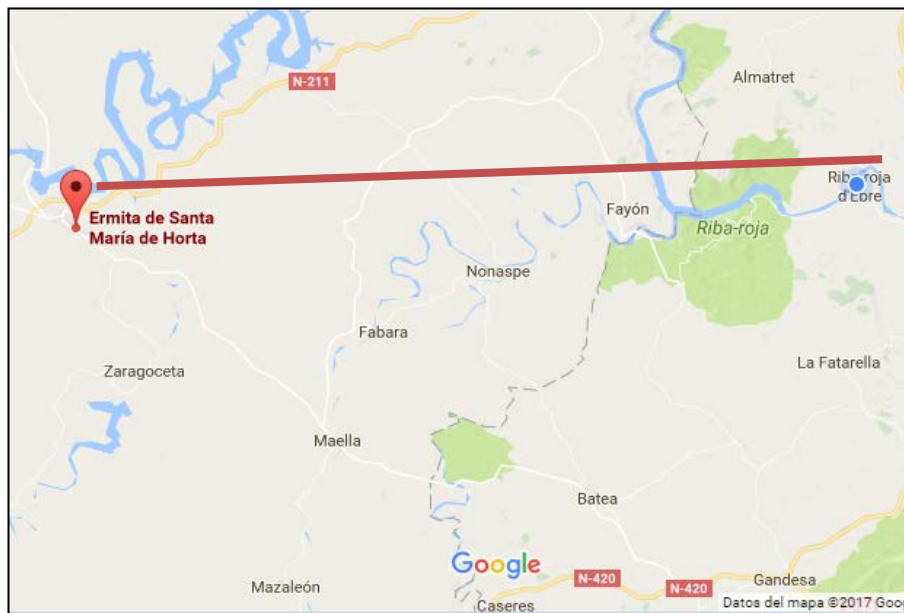 Almatret
N-211
Riba-roja
d'Ebre
Ermita de Santa
María de Horta
Fayón
Riba-roja
Nonaspe
Fabara
La Fatarella
Zaragoceta
Maella
Batea
Google
N-420
N-420
Gandesa
Mazaleón
Caseres
Datos del mapa ©2017 Goo